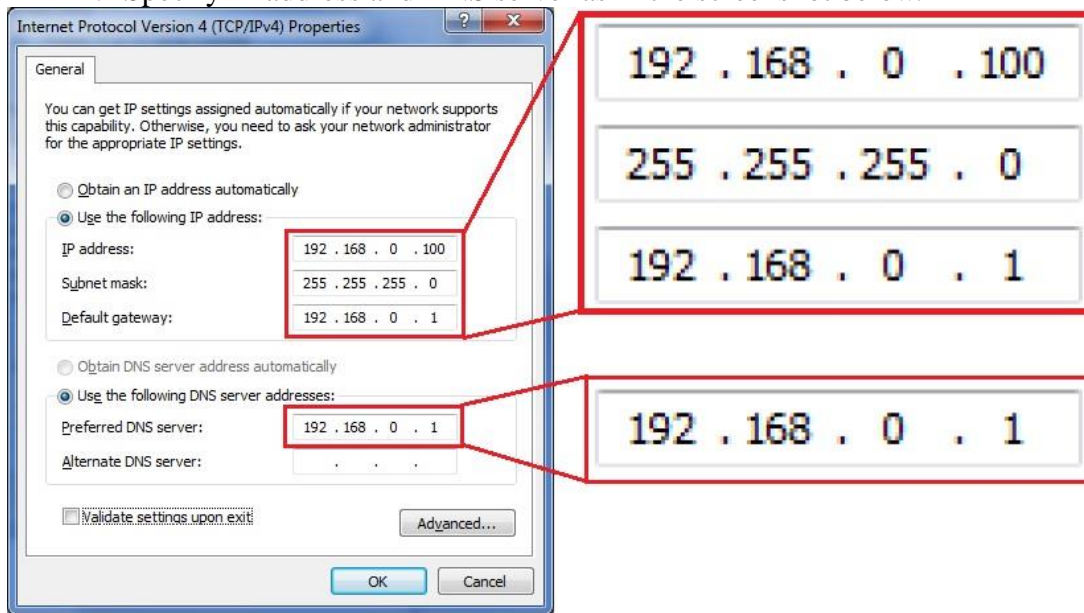 Internet Protocol Version 4 (TCP/IPv4) Properties
General
You can get IP settings assigned automatically if your network supports
this capability. Otherwise, you need to ask your network administrator
for the appropriate IP settings.
Obtain an IP address automatically
Use the following IP address:
IP address: 192 . 168 . 0 . 100
Subnet mask: 255 . 255 . 255 . 0
Default gateway: 192 . 168 . 0 . 1
Obtain DNS server address automatically
Use the following DNS server addresses:
Preferred DNS server: 192 . 168 . 0 . 1
Alternate DNS server: . . .
Validate settings upon exit
Advanced...
OK Cancel
192 . 168 . 0 . 100
255 . 255 . 255 . 0
192 . 168 . 0 . 1
192 . 168 . 0 . 1